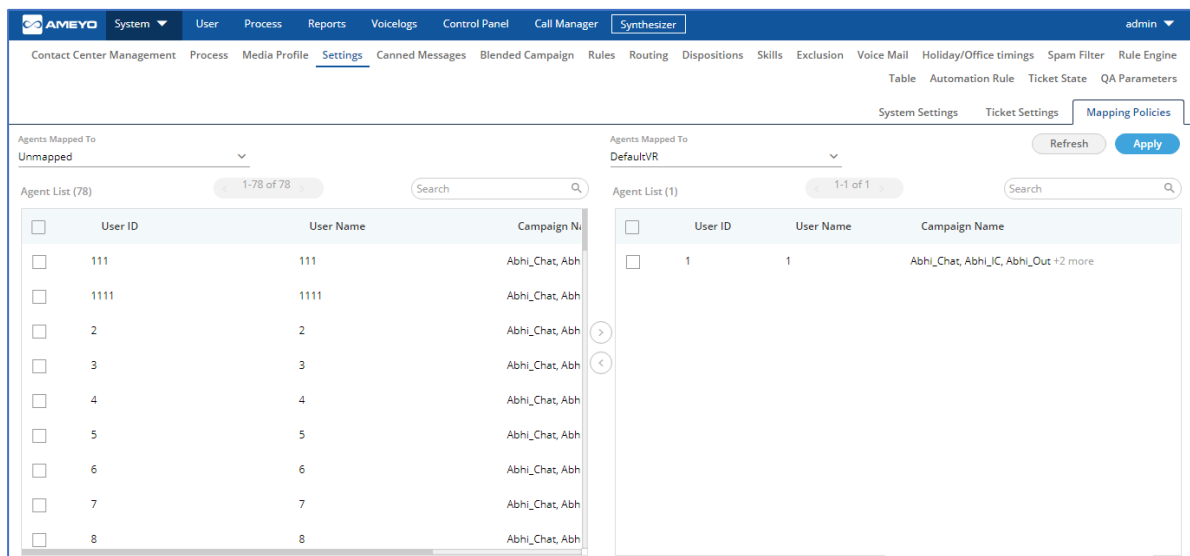 AMEYO System User Process Reports Voicelogs Control Panel Call Manager Synthesizer admin
Contact Center Management Process Media Profile Settings Canned Messages Blended Campaign Rules Routing Dispositions Skills Exclusion Voice Mail Holiday/Office timings Spam Filter Rule Engine
Table Automation Rule Ticket State QA Parameters
System Settings Ticket Settings Mapping Policies
Agents Mapped To
Unmapped
Agent List (78) 1-78 of 78 Search
User ID User Name Campaign Na
111 111 Abhi_Chat, Abh
1111 1111 Abhi_Chat, Abh
2 2 Abhi_Chat, Abh
3 3 Abhi_Chat, Abh
4 4 Abhi_Chat, Abh
5 5 Abhi_Chat, Abh
6 6 Abhi_Chat, Abh
7 7 Abhi_Chat, Abh
8 8 Abhi_Chat, Abh
Agents Mapped To
DefaultVR
Refresh Apply
Agent List (1) 1-1 of 1 Search
User ID User Name Campaign Name
1 1 Abhi_Chat, Abhi_IC, Abhi_Out +2 more